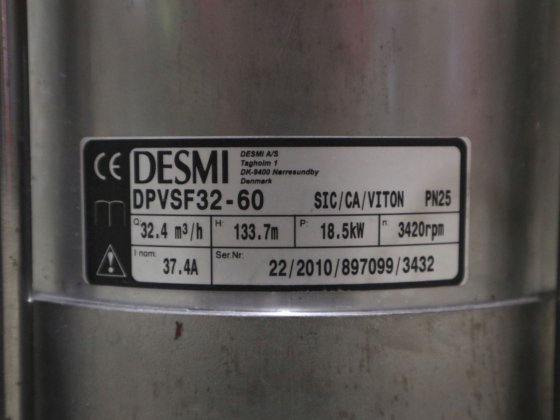 CE DESMI
DESMI A/S
Tagholm 1
DK-9400 Nørresundby
Denmark
DPVSF32-60 SIC/CA/VITON PN25
Q: 32.4 m³/h H: 133.7m P: 18.5kW n: 3420rpm
I nom: 37.4A Ser.Nr: 22/2010/897099/3432